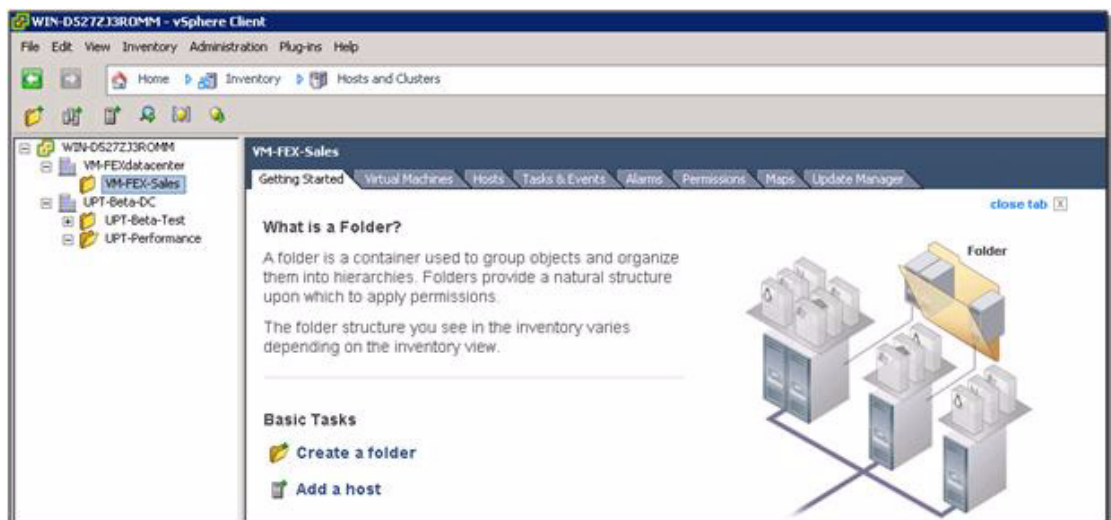 WIN-D527ZJ3ROMM - vSphere Client
File Edit View Inventory Administration Plug-ins Help
Home Inventory Hosts and Clusters
WIN-D527ZJ3ROMM
VM-FEXdatacenter
VM-FEX-Sales
UPT-Beta-DC
UPT-Beta-Test
UPT-Performance
VM-FEX-Sales
Getting Started Virtual Machines Hosts Tasks & Events Alarms Permissions Maps Update Manager
close tab
What is a Folder?
A folder is a container used to group objects and organize
them into hierarchies. Folders provide a natural structure
upon which to apply permissions.
The folder structure you see in the inventory varies
depending on the inventory view.
Folder
Basic Tasks
Create a folder
Add a host